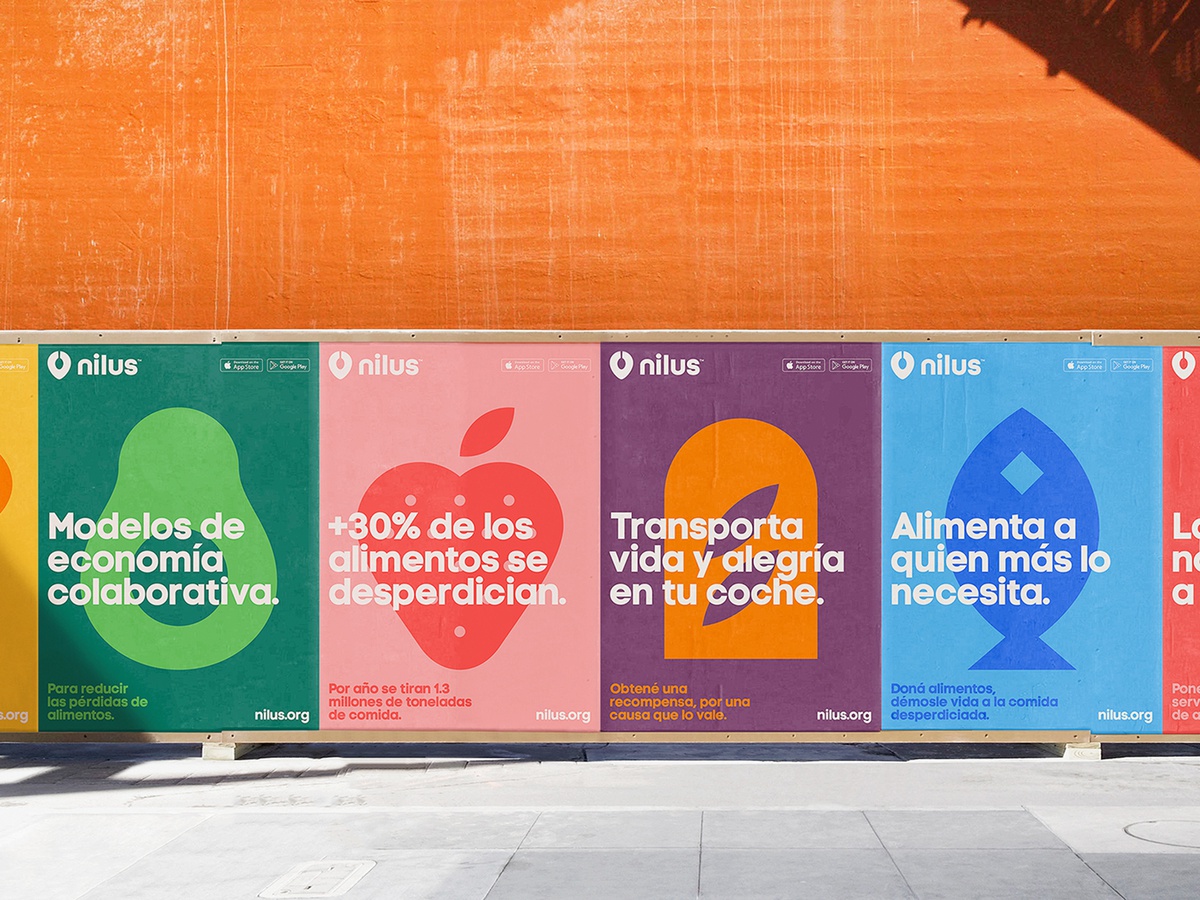 nilus
App Store
Google Play
Modelos de
economía
colaborativa.
Para reducir
las pérdidas de
alimentos.
nilus.org
nilus
App Store
Google Play
+30% de los
alimentos se
desperdician.
Por año se tiran 1.3
millones de toneladas
de comida.
nilus.org
nilus
App Store
Google Play
Transporta
vida y alegría
en tu coche.
Obtené una
recompensa, por una
causa que lo vale.
nilus.org
nilus
App Store
Google Play
Alimenta a
quien más lo
necesita.
Doná alimentos,
démosle vida a la comida
desperdiciada.
nilus.org